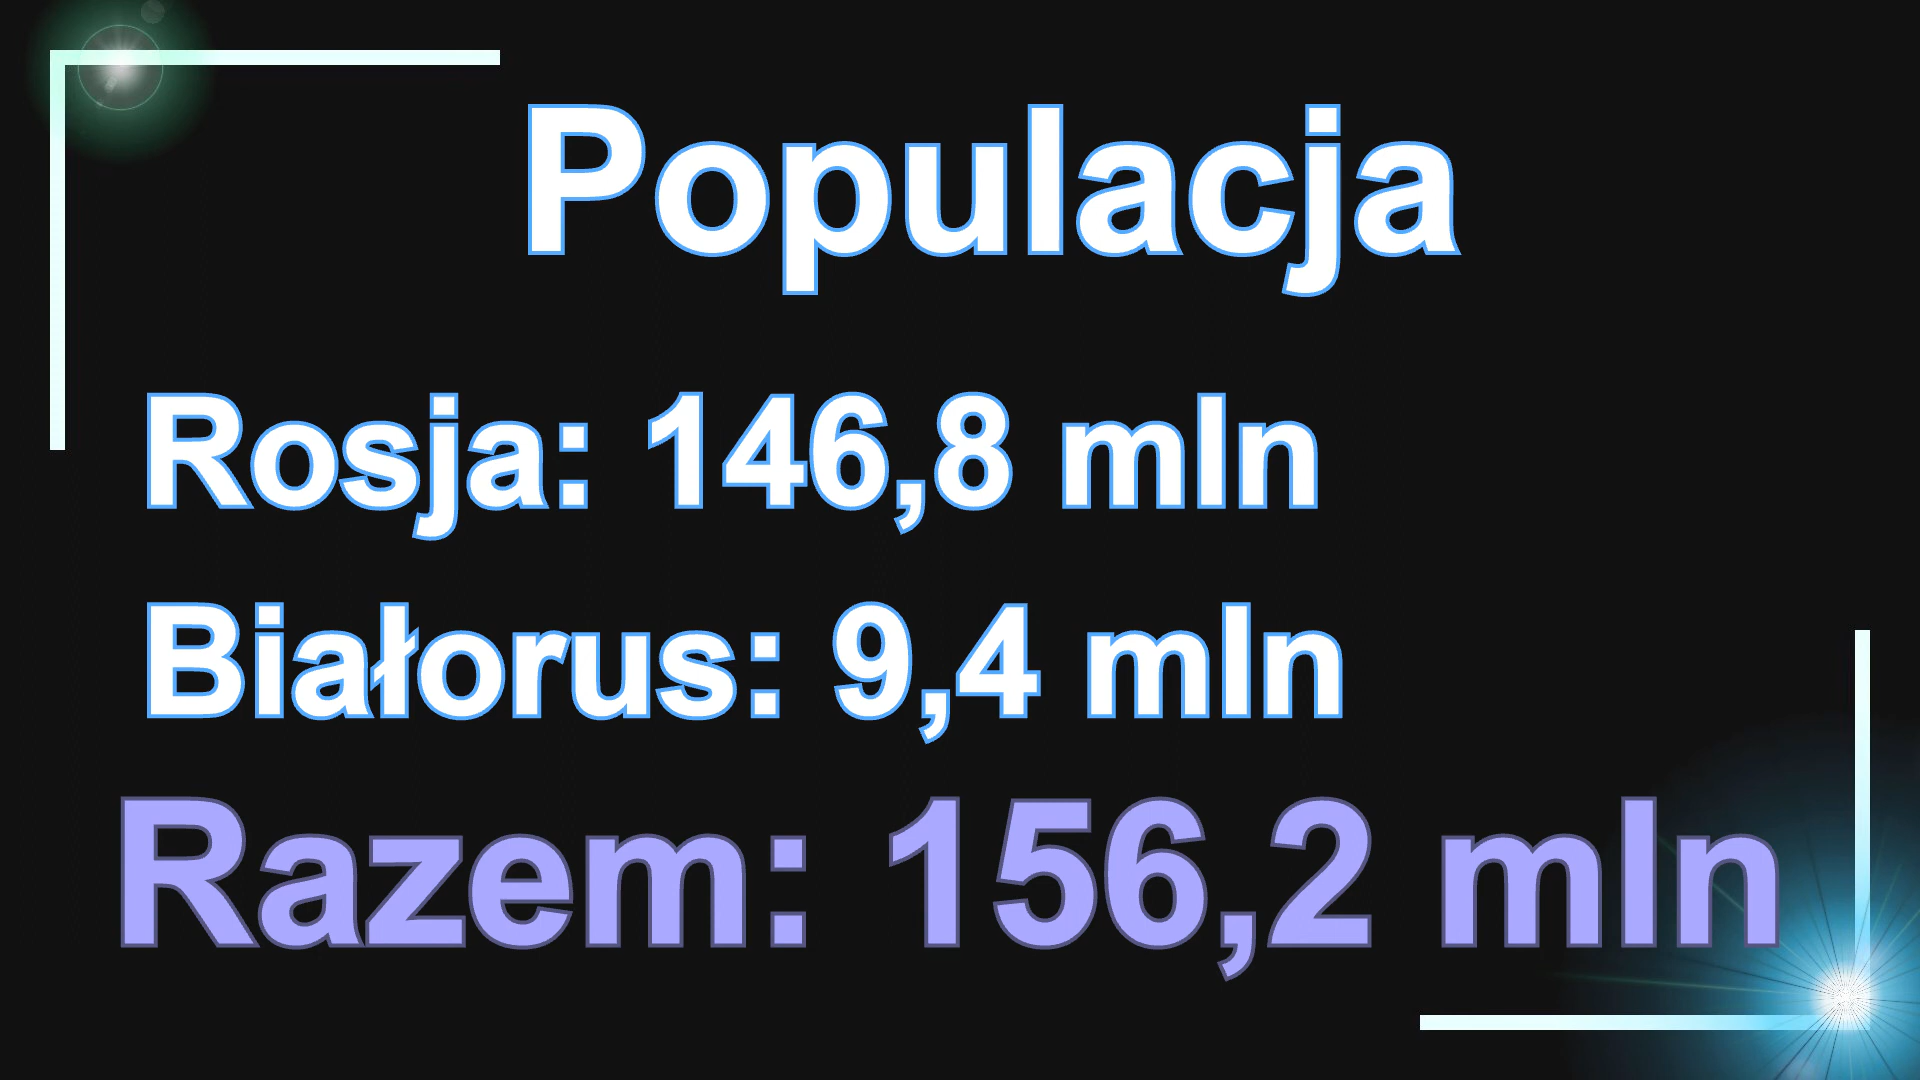 Populacja
Rosja: 146,8 mln
Białorus: 9,4 mln
Razem: 156,2 mln